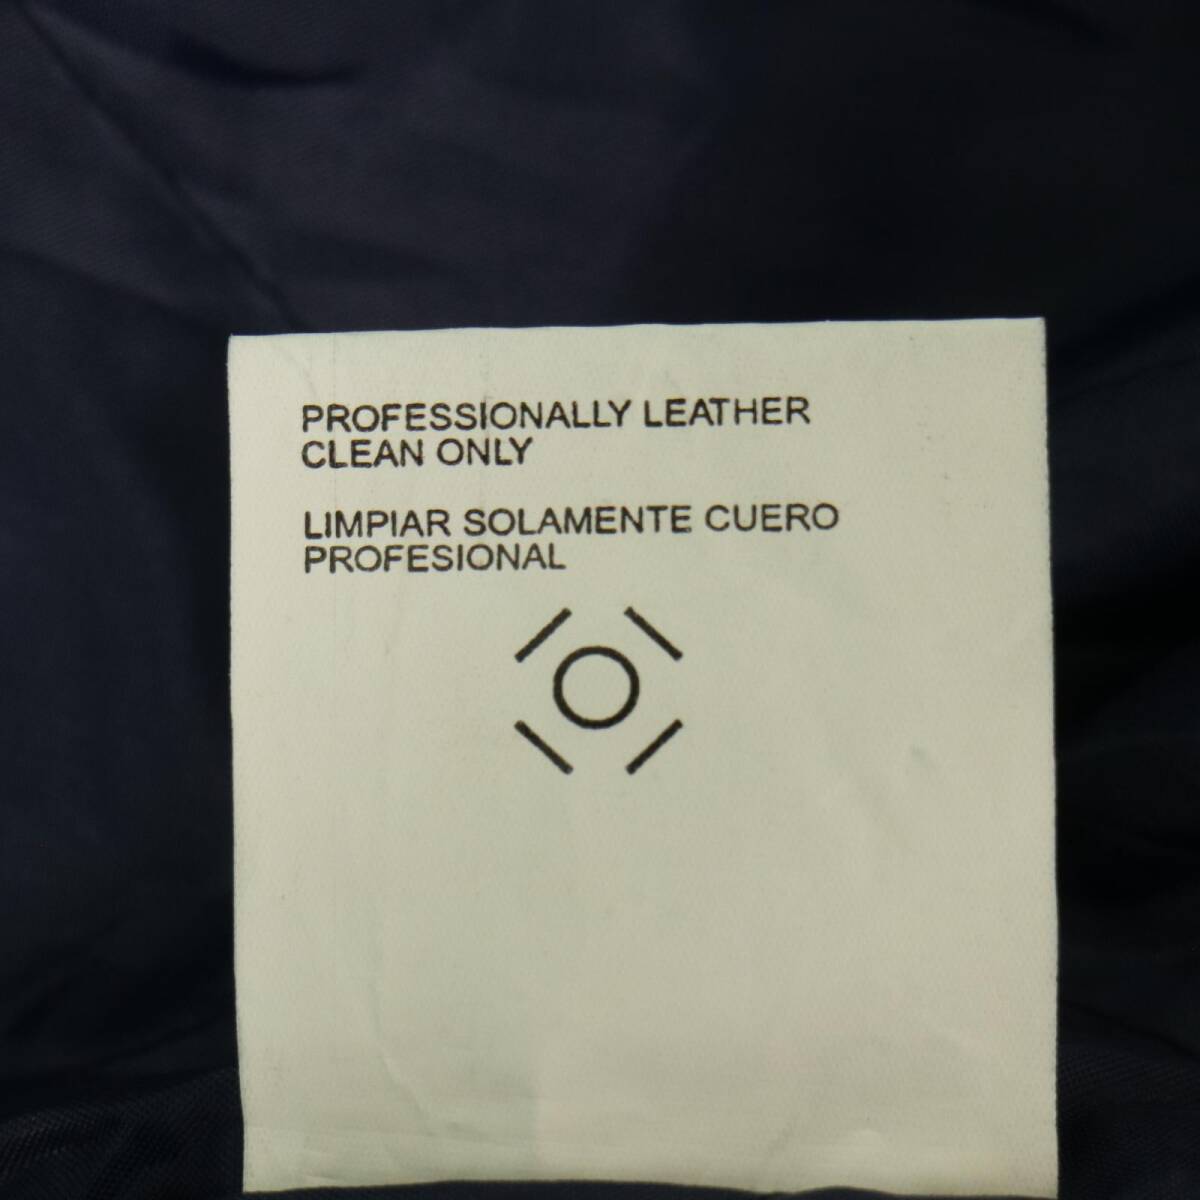 PROFESSIONALLY LEATHER
CLEAN ONLY
LIMPIAR SOLAMENTE CUERO
PROFESIONAL